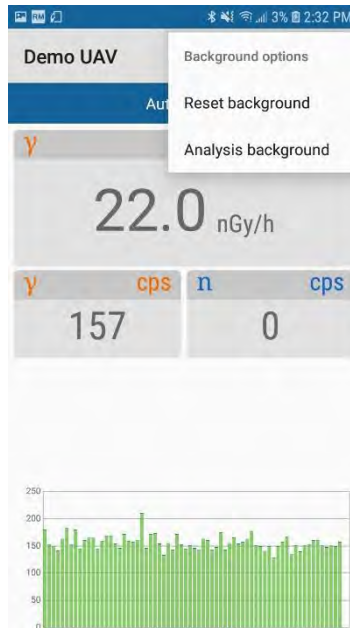 RM 3% 2:32 PM
Demo UAV
Background options
Reset background
Analysis background
Aut
γ
22.0 nGy/h
γ cps n cps
157 0
250
200
150
100
50
0